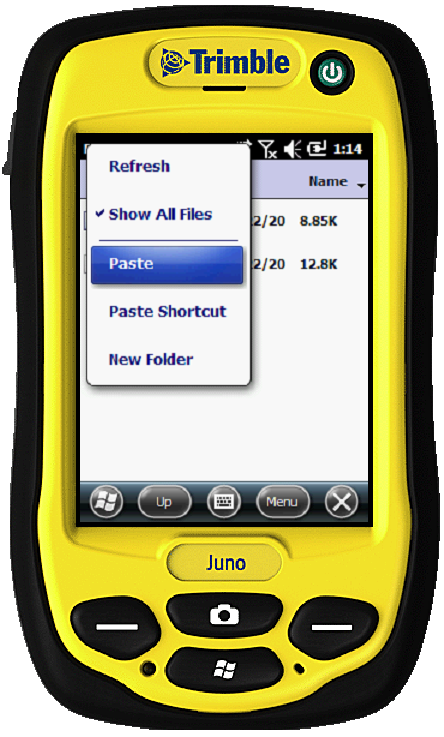 Trimble
1:14
Refresh
Name
Show All Files
2/20 8.85K
Paste
2/20 12.8K
Paste Shortcut
New Folder
Up
Menu
Juno